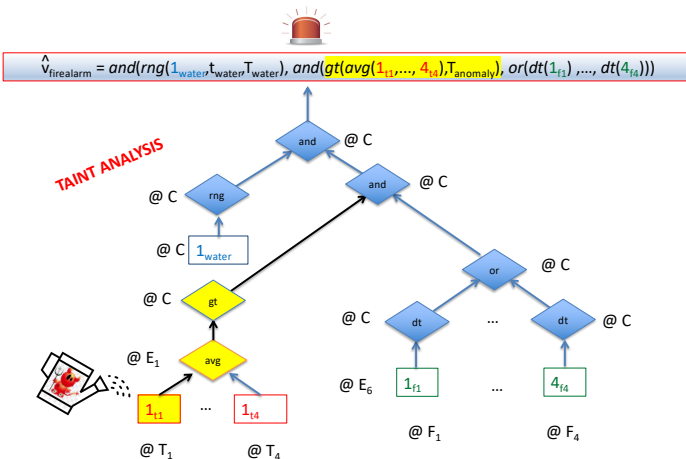 v̂firealarm = and(rng(1water,twater,Twater), and(gt(avg(1t1,..., 4t4),Tanomaly), or(dt(1f1) ,..., dt(4f4)))
and @ C
TAINT ANALYSIS
@ C rng and @ C
@ C 1water
or @ C
@ C gt
@ C dt ... dt @ C
@ E1 avg
@ E6 1f1 ... 4f4
1t1 ... 1t4
@ F1 @ F4
@ T1 @ T4